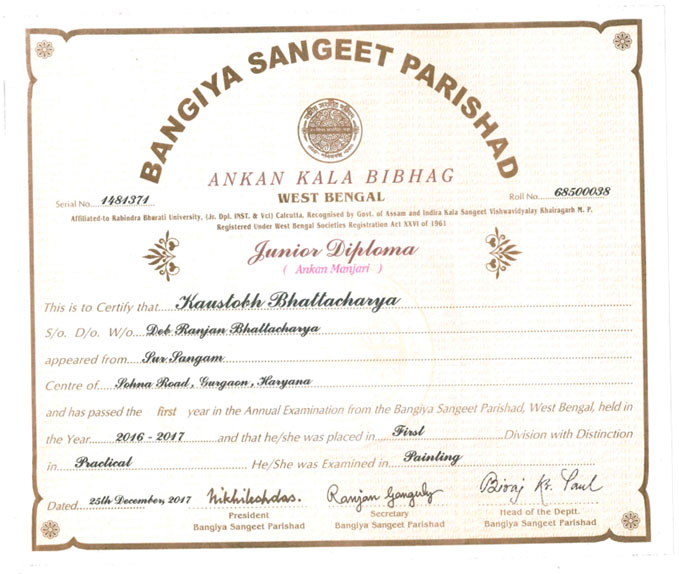 BANGIYA SANGEET PARISHAD
ANKAN KALA BIBHAG
WEST BENGAL
Serial No. 1481371
Roll No. 68500038
Affiliated-to Rabindra Bharati University, (Jr. Dpl. INST. & Vcl) Calcutta, Recognised by Govt. of Assam and Indira Kala Sangeet Vishwavidyalay Khairagarh M. P.
Registered Under West Bengal Societies Registration Act XXVI of 1961
Junior Diploma
( Ankan Manjari )
This is to Certify that Kaustobh Bhattacharya
S/o. D/o. W/o. Deb Ranjan Bhattacharya
appeared from Sur Sangam
Centre of Sohna Road, Gurgaon, Haryana
and has passed the first year in the Annual Examination from the Bangiya Sangeet Parishad, West Bengal, held in
the Year 2016 - 2017 and that he/she was placed in First Division with Distinction
in Practical He/She was Examined in Painting
Dated 25th December, 2017
Nikhileshdas.
Ranjan Ganguly
Biraj Kr. Paul
President
Bangiya Sangeet Parishad
Secretary
Bangiya Sangeet Parishad
Head of the Deptt.
Bangiya Sangeet Parishad